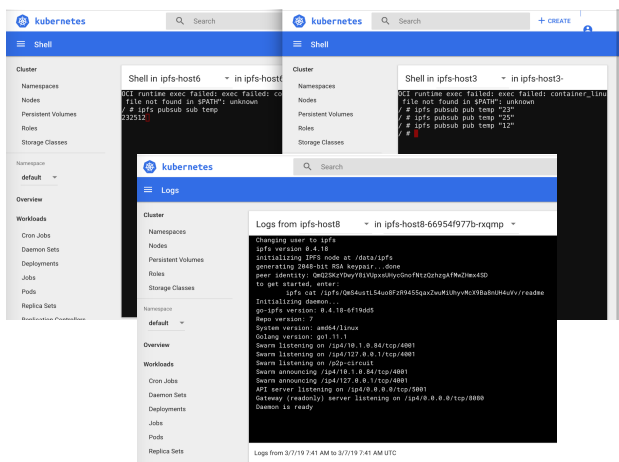 kubernetes
Search
Shell
Cluster
Namespaces
Nodes
Persistent Volumes
Roles
Storage Classes
Namespace
default
Overview
Workloads
Cron Jobs
Daemon Sets
Deployments
Jobs
Pods
Replica Sets
Replication Controllers
Shell in ipfs-host6 in ipfs-host6
OCI runtime exec failed: exec failed: co
file not found in $PATH": unknown
/ # ipfs pubsub sub temp
232512
kubernetes
Search
+ CREATE
Shell
Cluster
Namespaces
Nodes
Persistent Volumes
Roles
Storage Classes
Shell in ipfs-host3 in ipfs-host3-
OCI runtime exec failed: exec failed: container_linu
file not found in $PATH": unknown
/ # ipfs pubsub pub temp "23"
/ # ipfs pubsub pub temp "25"
/ # ipfs pubsub pub temp "12"
/ #
kubernetes
Search
Logs
Cluster
Namespaces
Nodes
Persistent Volumes
Roles
Storage Classes
Namespace
default
Overview
Workloads
Cron Jobs
Daemon Sets
Deployments
Jobs
Pods
Replica Sets
Logs from ipfs-host8 in ipfs-host8-66954f977b-rxqmp
Changing user to ipfs
ipfs version 0.4.18
initializing IPFS node at /data/ipfs
generating 2048-bit RSA keypair...done
peer identity:
to get started, enter:
ipfs cat
Initializing daemon...
go-ipfs version: 0.4.18-6f19dd5
Repo version: 7
System version: amd64/linux
Golang version: go1.11.1
Swarm listening on /ip4/10.1.0.84/tcp/4001
Swarm listening on /ip4/127.0.0.1/tcp/4001
Swarm listening on /p2p-circuit
Swarm announcing /ip4/10.1.0.84/tcp/4001
Swarm announcing /ip4/127.0.0.1/tcp/4001
API server listening on /ip4/0.0.0.0/tcp/5001
Gateway (readonly) server listening on /ip4/0.0.0.0/tcp/8080
Daemon is ready
Logs from 3/7/19 7:41 AM to 3/7/19 7:41 AM UTC